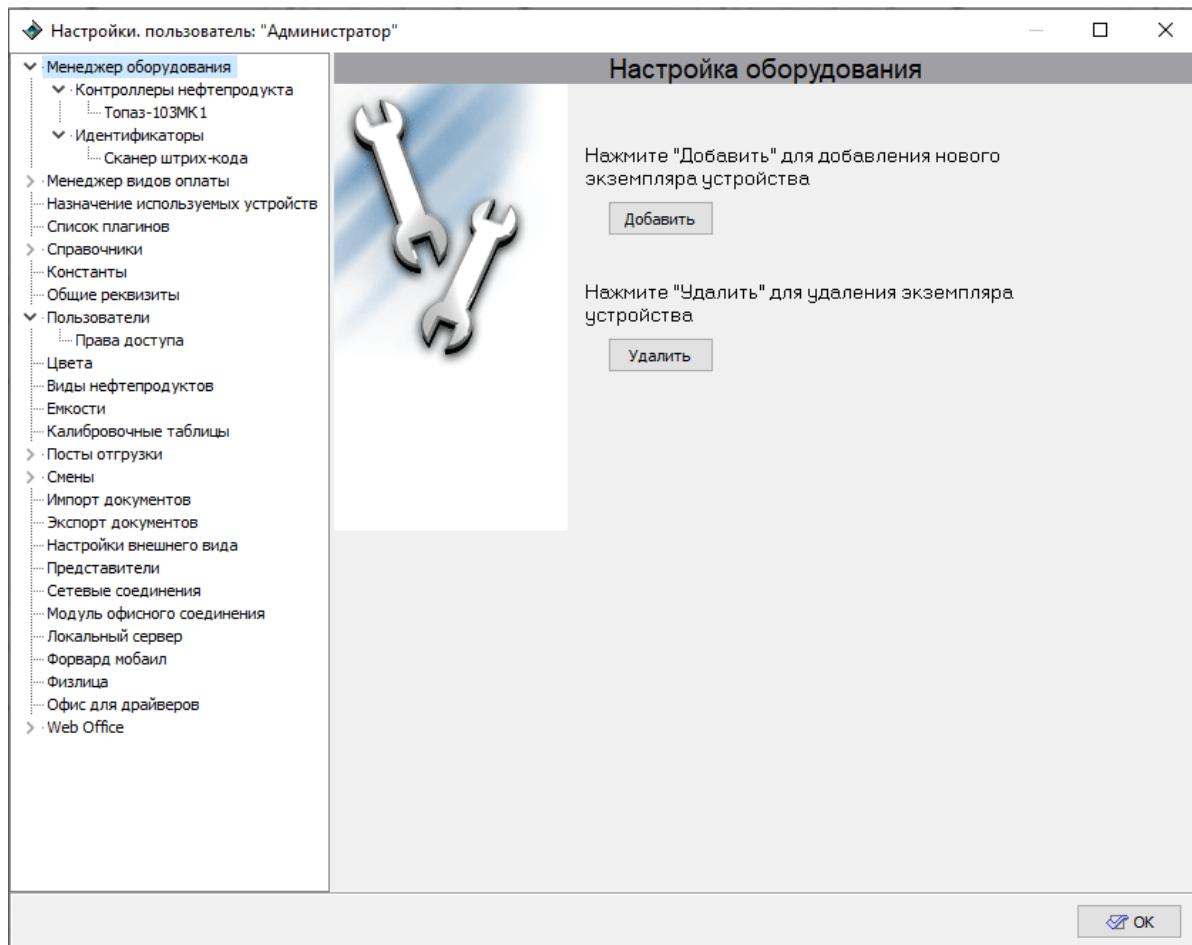 Настройки. пользователь: "Администратор"
Менеджер оборудования
Контроллеры нефтепродукта
Топаз-103МК1
Идентификаторы
Сканер штрих-кода
Менеджер видов оплаты
Назначение используемых устройств
Список плагинов
Справочники
Константы
Общие реквизиты
Пользователи
Права доступа
Цвета
Виды нефтепродуктов
Емкости
Калибровочные таблицы
Посты отгрузки
Смены
Импорт документов
Экспорт документов
Настройки внешнего вида
Представители
Сетевые соединения
Модуль офисного соединения
Локальный сервер
Форвард мобаил
Физлица
Офис для драйверов
Web Office
Настройка оборудования
Нажмите "Добавить" для добавления нового
экземпляра устройства
Добавить
Нажмите "Удалить" для удаления экземпляра
устройства
Удалить
OK